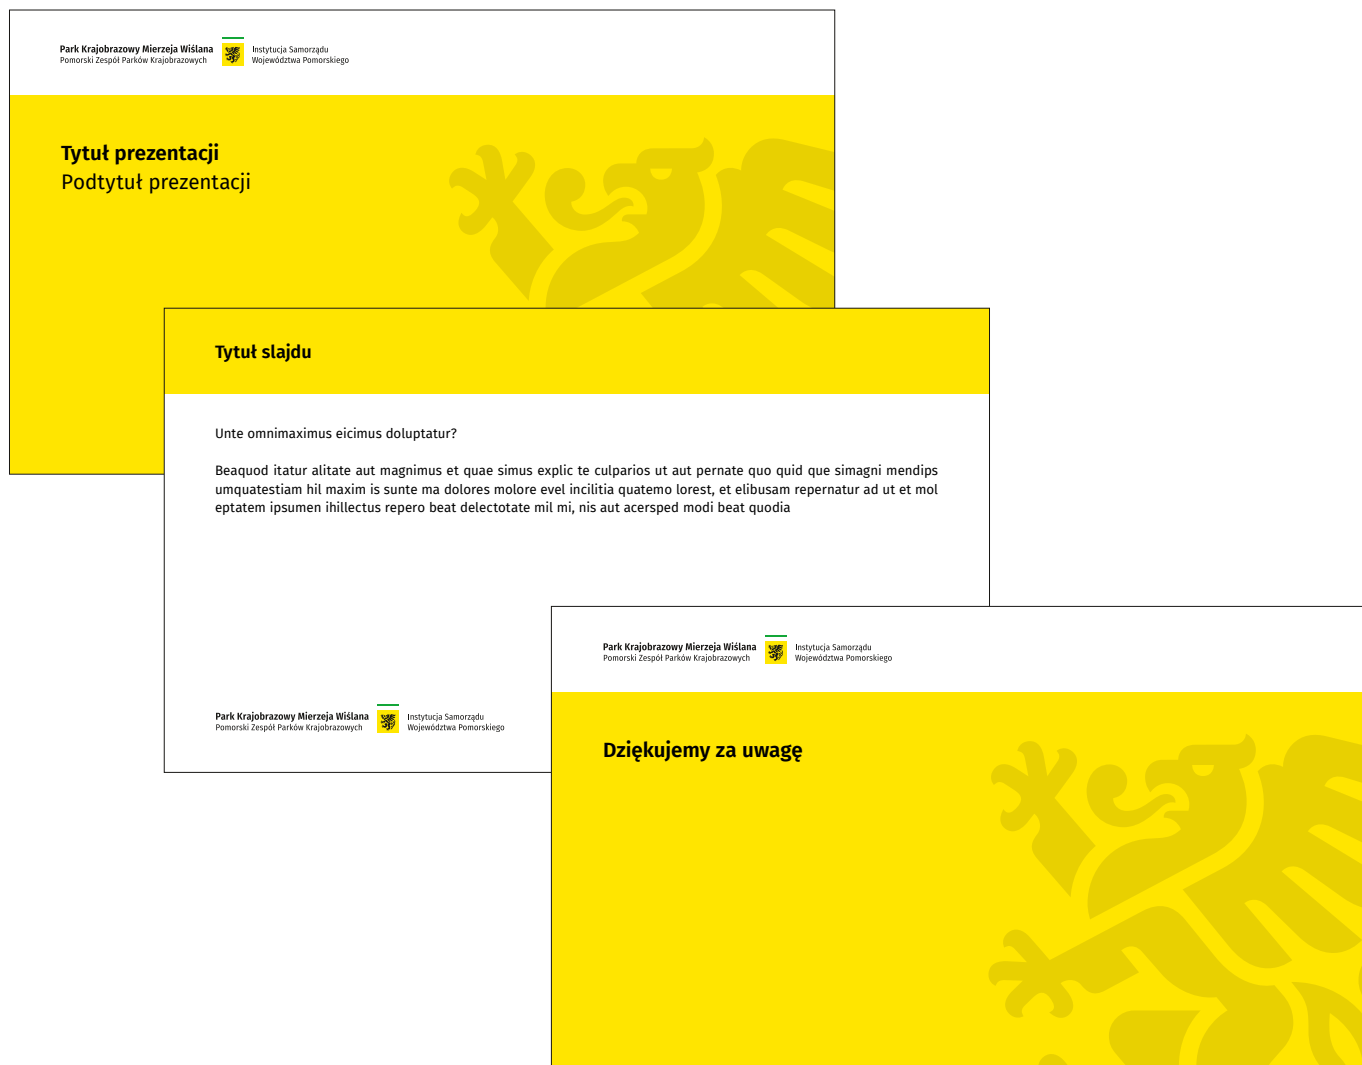 Park Krajobrazowy Mierzeja Wiślana
Pomorski Zespół Parków Krajobrazowych
Instytucja Samorządu
Województwa Pomorskiego
Tytuł prezentacji
Podtytuł prezentacji
Tytuł slajdu
Unte omnimaximus eicimus doluptatur?
Beaquod itatur alitate aut magnimus et quae simus explic te culparios ut aut pernate quo quid que simagni mendips
umquatestiam hil maxim is sunte ma dolores molore evel incilitia quatemo lorest, et elibusam repernatur ad ut et mol
eptatem ipsumen ihillectus repero beat delectotate mil mi, nis aut acersped modi beat quodia
Park Krajobrazowy Mierzeja Wiślana
Pomorski Zespół Parków Krajobrazowych
Instytucja Samorządu
Województwa Pomorskiego
Park Krajobrazowy Mierzeja Wiślana
Pomorski Zespół Parków Krajobrazowych
Instytucja Samorządu
Województwa Pomorskiego
Dziękujemy za uwagę